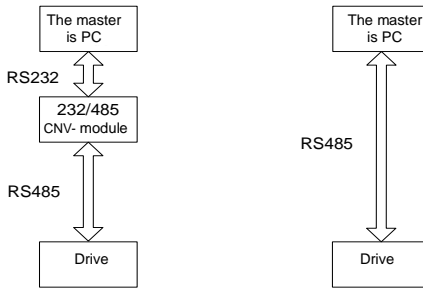 The master
is PC
RS232
232/485
CNV- module
RS485
Drive
The master
is PC
RS485
Drive